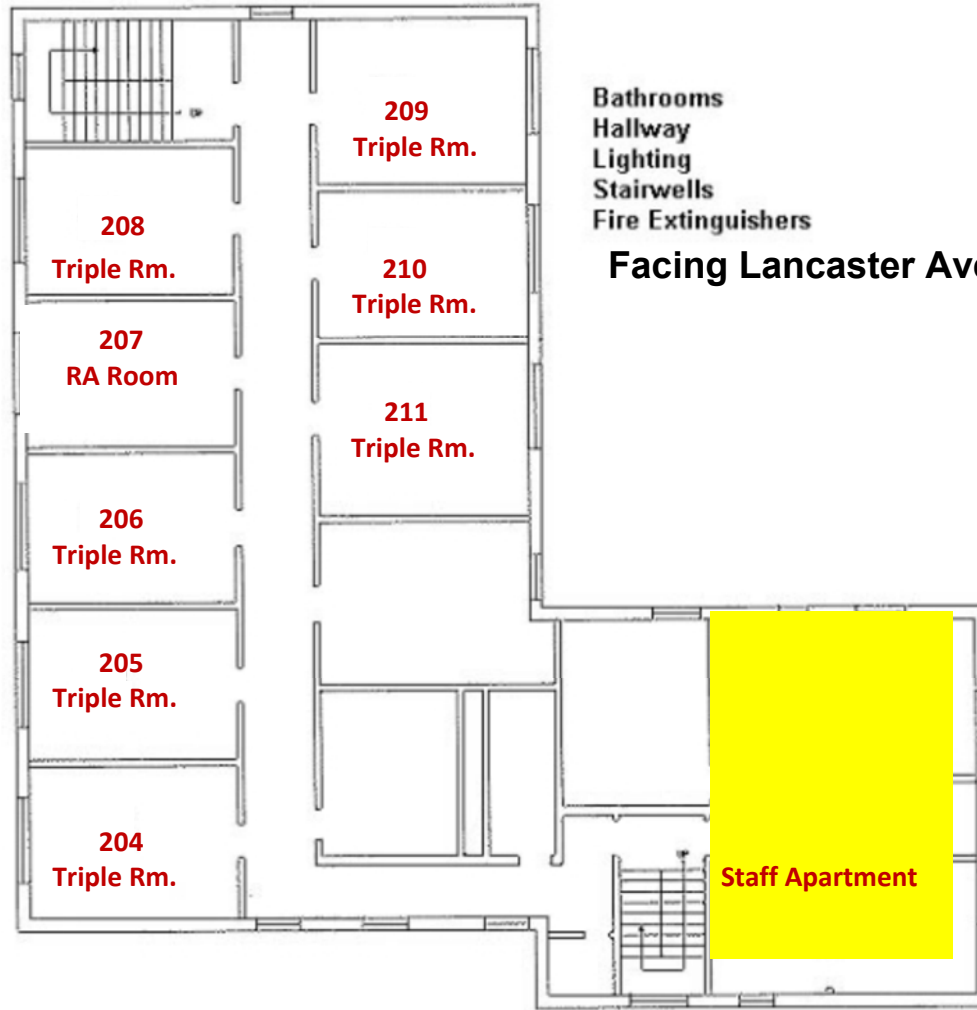 209
Triple Rm.
Bathrooms
Hallway
Lighting
Stairwells
Fire Extinguishers
Facing Lancaster Ave
208
Triple Rm.
210
Triple Rm.
207
RA Room
211
Triple Rm.
206
Triple Rm.
205
Triple Rm.
204
Triple Rm.
UP
Staff Apartment